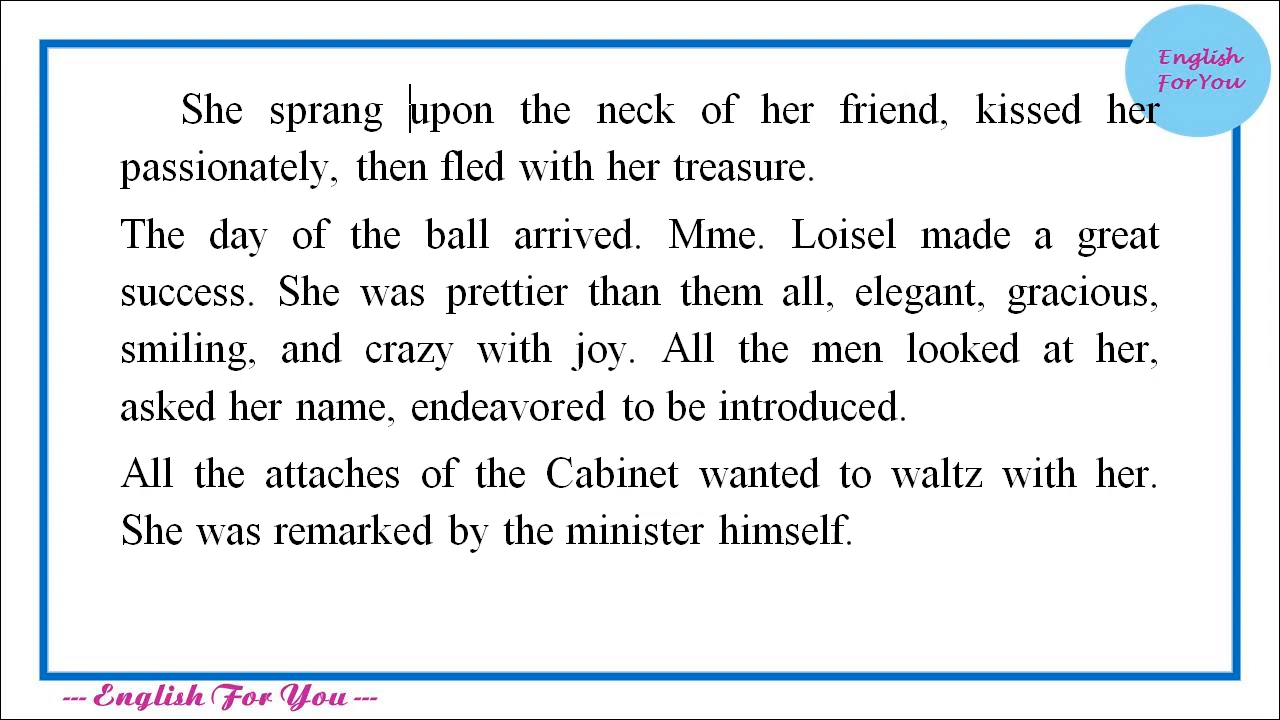 English
ForYou
She sprang upon the neck of her friend, kissed her
passionately, then fled with her treasure.
The day of the ball arrived. Mme. Loisel made a great
success. She was prettier than them all, elegant, gracious,
smiling, and crazy with joy. All the men looked at her,
asked her name, endeavored to be introduced.
All the attaches of the Cabinet wanted to waltz with her.
She was remarked by the minister himself.
--- English For You ---